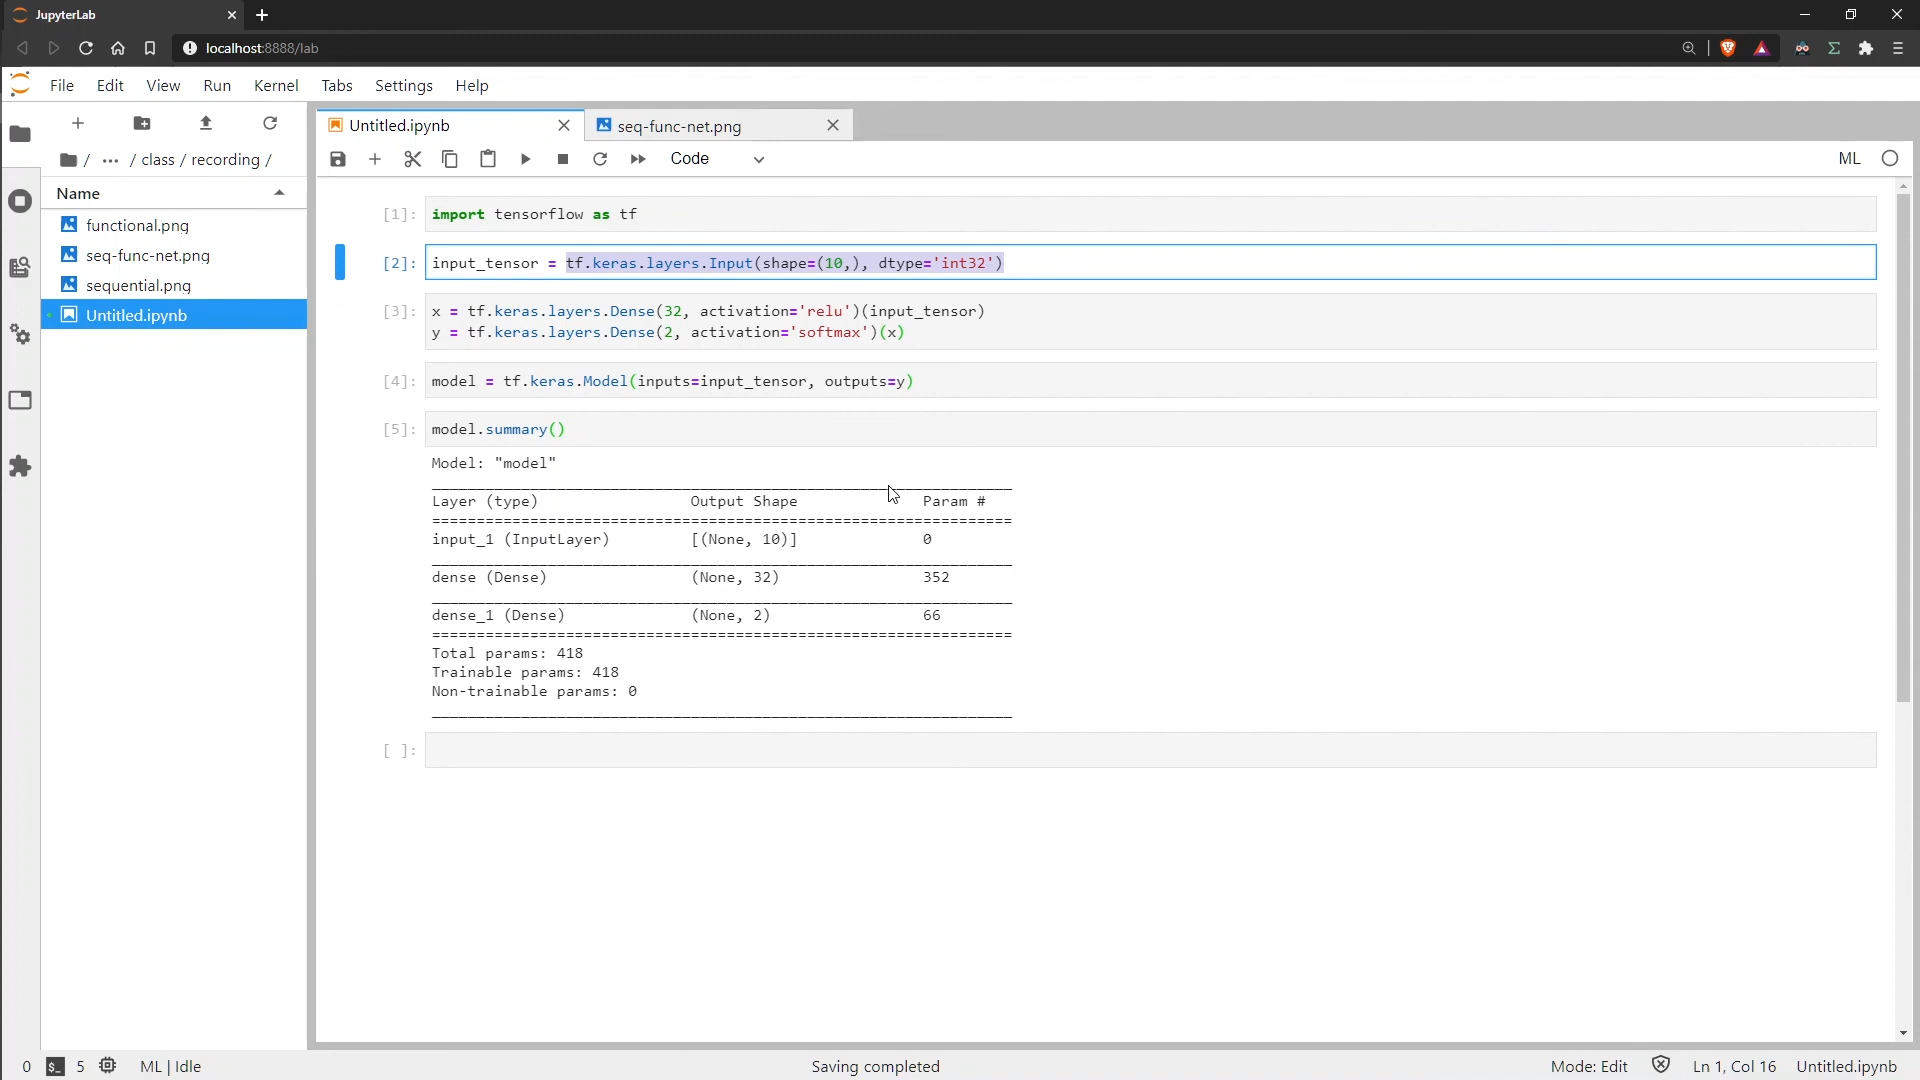 JupyterLab
localhost:8888/lab
File Edit View Run Kernel Tabs Settings Help
/ ... / class / recording /
Name
functional.png
seq-func-net.png
sequential.png
Untitled.ipynb
Untitled.ipynb
seq-func-net.png
Code
ML
[1]: import tensorflow as tf
[2]: input_tensor = tf.keras.layers.Input(shape=(10,), dtype='int32')
[3]: x = tf.keras.layers.Dense(32, activation='relu')(input_tensor)
y = tf.keras.layers.Dense(2, activation='softmax')(x)
[4]: model = tf.keras.Model(inputs=input_tensor, outputs=y)
[5]: model.summary()
Model: "model"
Layer (type) Output Shape Param #
=================================================================
input_1 (InputLayer) [(None, 10)] 0
dense (Dense) (None, 32) 352
dense_1 (Dense) (None, 2) 66
=================================================================
Total params: 418
Trainable params: 418
Non-trainable params: 0
[ ]:
0 $_ 5 ML | Idle
Saving completed
Mode: Edit Ln 1, Col 16 Untitled.ipynb